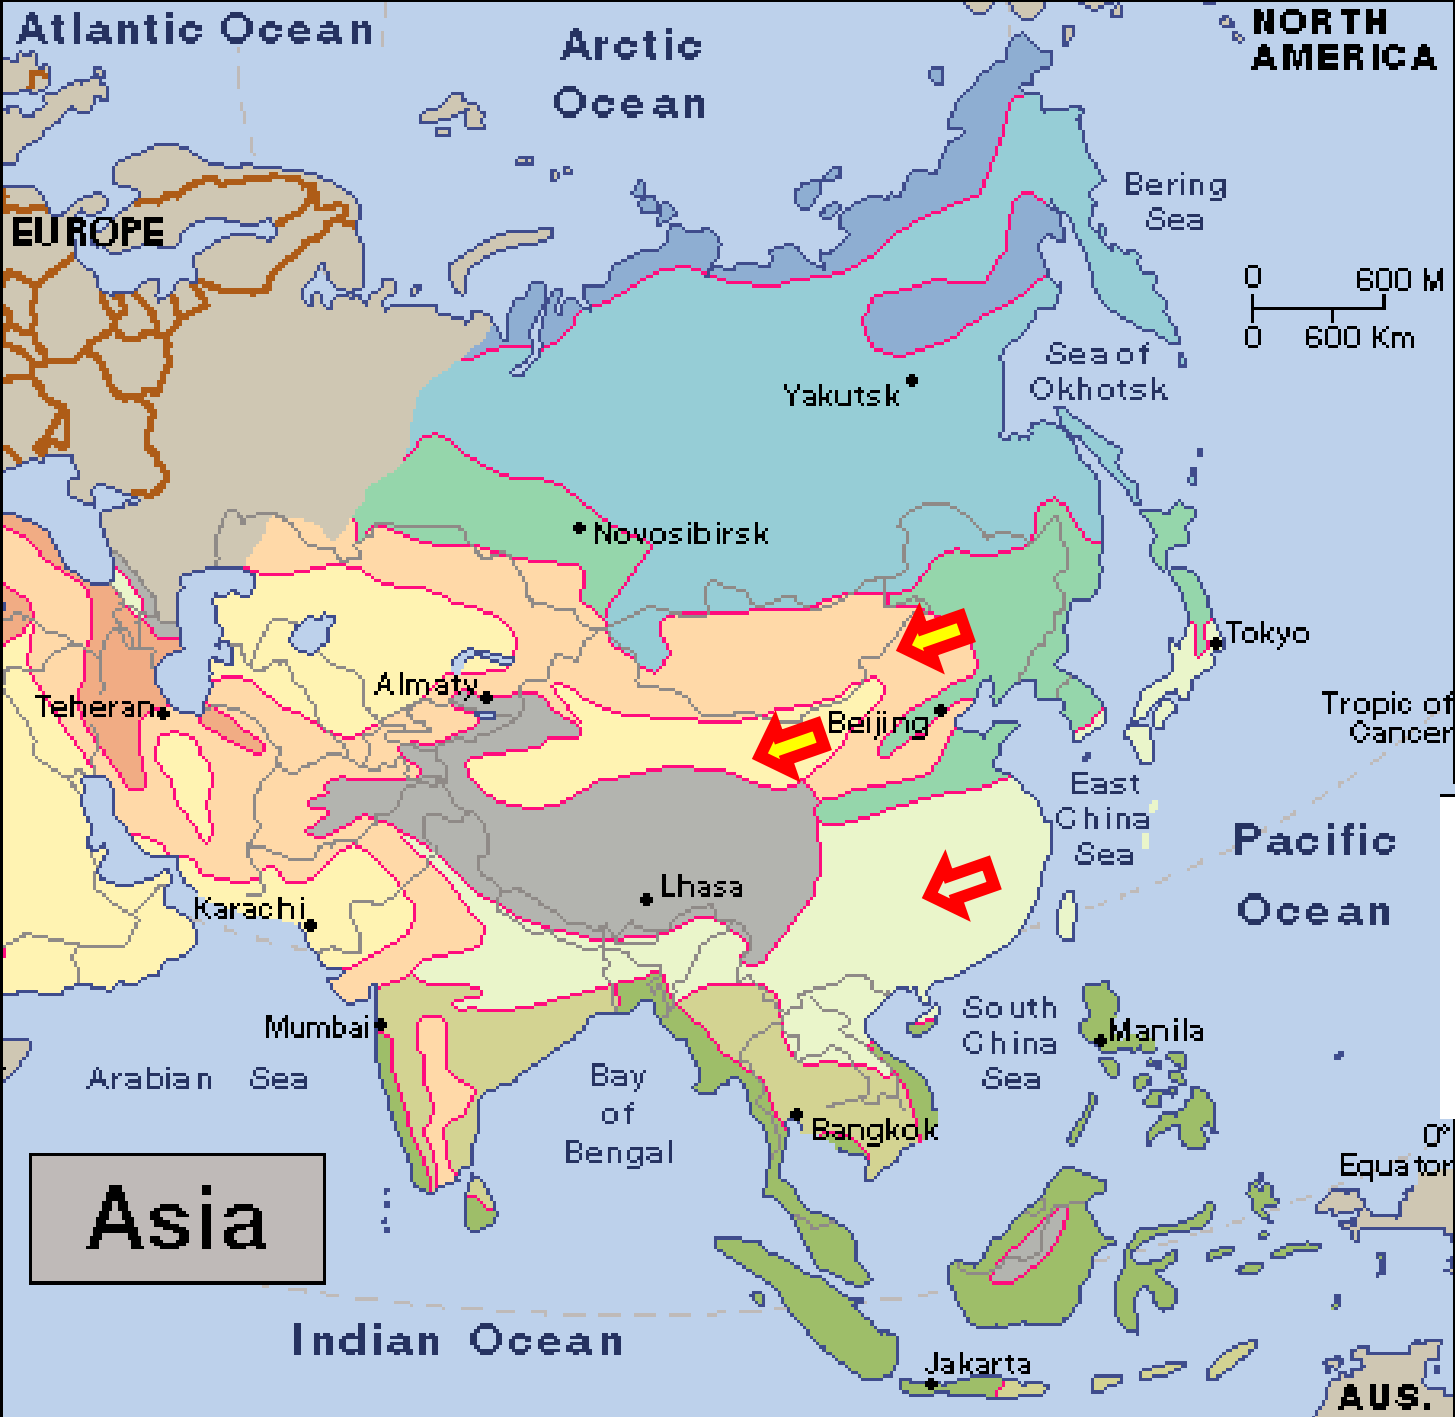 Atlantic Ocean
Arctic
Ocean
NORTH
AMERICA
Bering
Sea
EUROPE
0 600 M
0 600 Km
Sea of
Okhotsk
Yakutsk
Novosibirsk
Tokyo
Almaty
Teheran
Beijing
Tropic of
Cancer
East
China
Sea
Pacific
Ocean
Lhasa
Karachi
South
China
Sea
Mumbai
Manila
Arabian Sea
Bay
of
Bengal
Bangkok
0°
Equator
Asia
Indian Ocean
Jakarta
AUS.